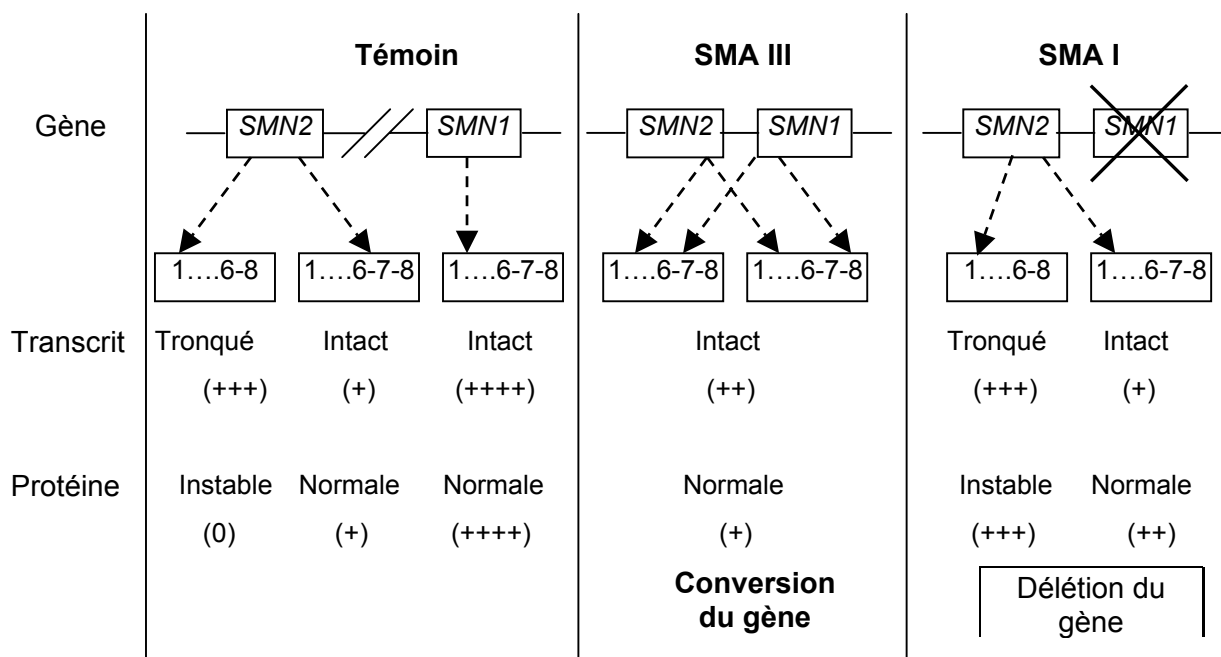 Témoin SMA III SMA I
Gène SMN2 SMN1 SMN2 SMN1 SMN2 SMN1
1….6-8 1….6-7-8 1….6-7-8 1….6-7-8 1….6-7-8 1….6-8 1….6-7-8
Transcrit Tronqué Intact Intact Intact Tronqué Intact
(+++) (+) (++++) (++) (+++) (+)
Protéine Instable Normale Normale Normale Instable Normale
(0) (+) (++++) (+) (+++) (++)
Conversion Délétion du
du gène gène